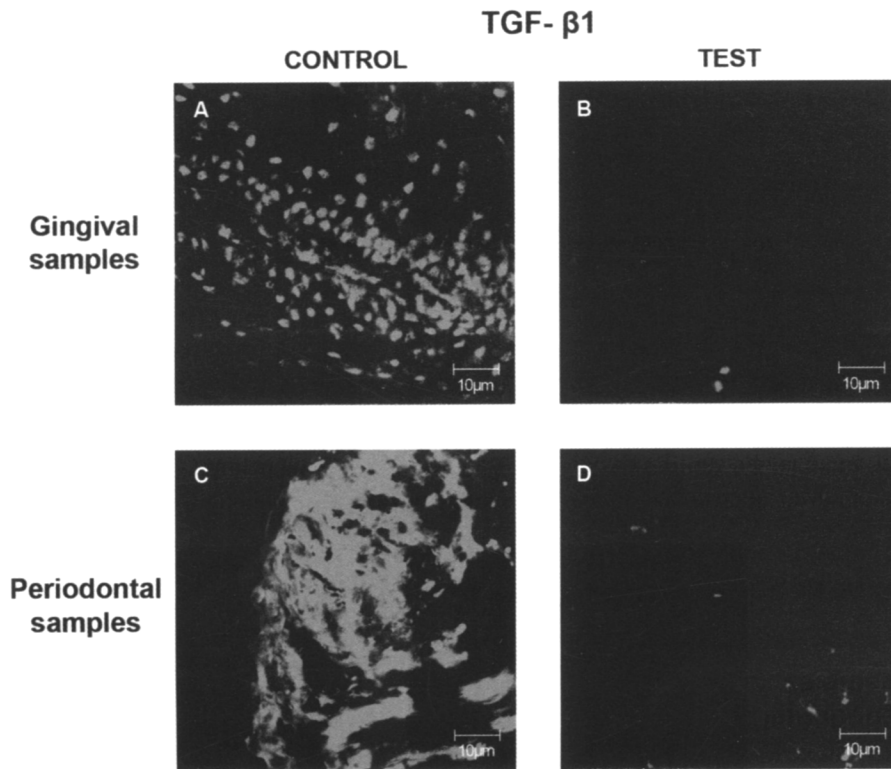 TGF- β1
CONTROL
TEST
Gingival
samples
A
10µm
B
10µm
Periodontal
samples
C
10µm
D
10µm